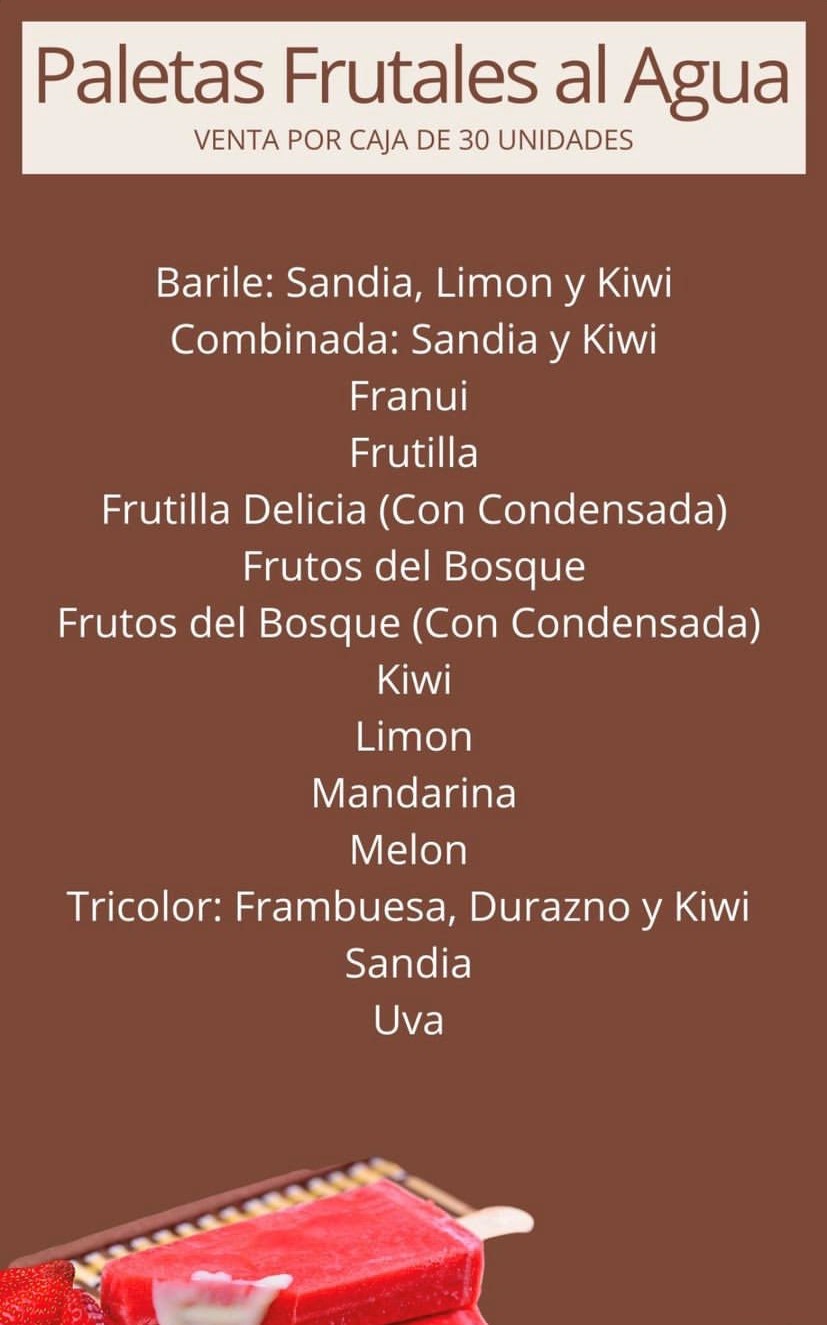 Paletas Frutales al Agua
VENTA POR CAJA DE 30 UNIDADES
Barile: Sandia, Limon y Kiwi
Combinada: Sandia y Kiwi
Franui
Frutilla
Frutilla Delicia (Con Condensada)
Frutos del Bosque
Frutos del Bosque (Con Condensada)
Kiwi
Limon
Mandarina
Melon
Tricolor: Frambuesa, Durazno y Kiwi
Sandia
Uva